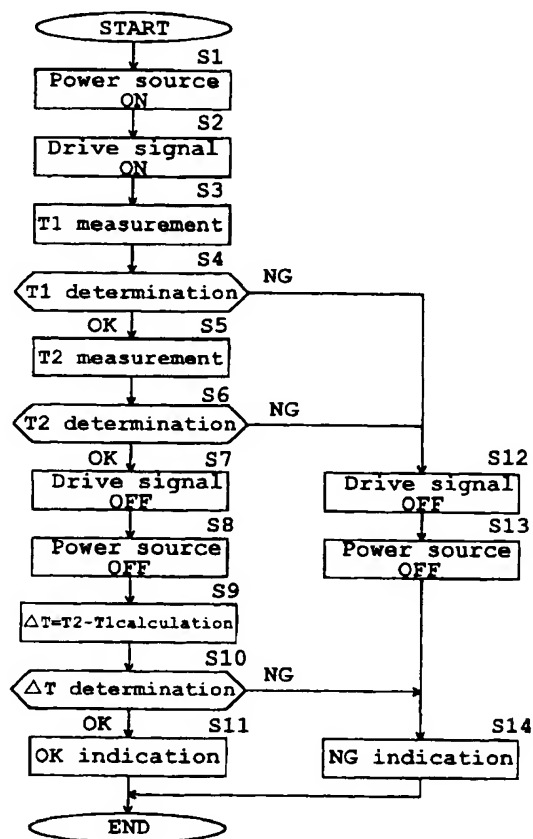 START
S1
Power source
ON
S2
Drive signal
ON
S3
T1 measurement
S4
T1 determination
NG
OK
S5
T2 measurement
S6
T2 determination
NG
OK
S7
Drive signal
OFF
S8
Power source
OFF
S9
△T=T2-T1calculation
S10
△T determination
NG
OK
S11
OK indication
S12
Drive signal
OFF
S13
Power source
OFF
S14
NG indication
END